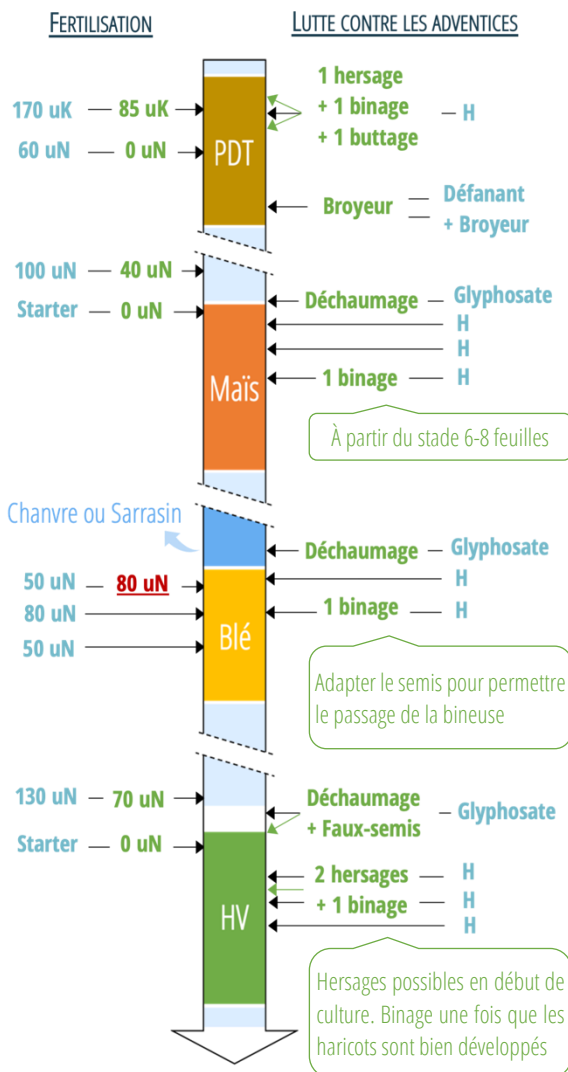 FERTILISATION
LUTTE CONTRE LES ADVENTICES
170 uK 85 uK
60 uN 0 uN
PDT
1 hersage
+ 1 binage
+ 1 buttage
H
Broyeur
Défanant
+ Broyeur
100 uN 40 uN
Starter 0 uN
Maïs
Déchaumage Glyphosate
H
H
1 binage H
À partir du stade 6-8 feuilles
Chanvre ou Sarrasin
50 uN 80 uN
80 uN
50 uN
Blé
Déchaumage Glyphosate
H
1 binage H
Adapter le semis pour permettre
le passage de la bineuse
130 uN 70 uN
Starter 0 uN
HV
Déchaumage
+ Faux-semis
Glyphosate
2 hersages H
+ 1 binage H
H
Hersages possibles en début de
culture. Binage une fois que les
haricots sont bien développés